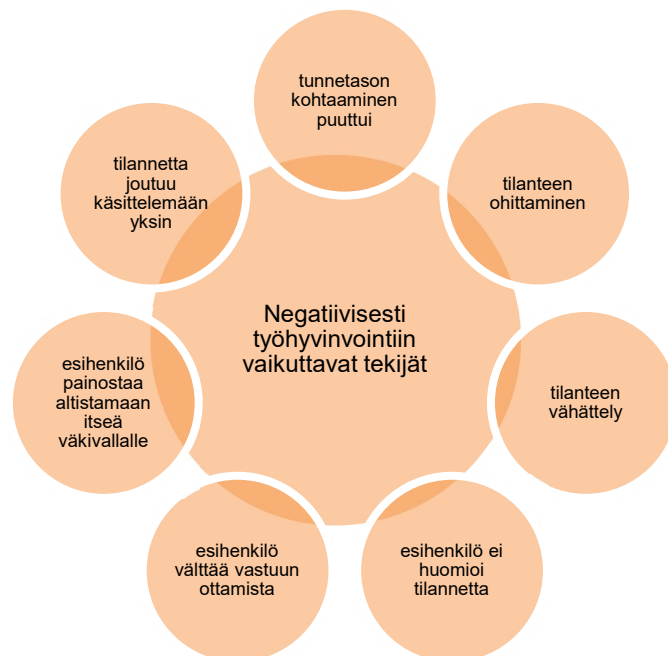 tunnetason
kohtaaminen
puuttui
tilanteen
ohittaminen
tilanteen
vähättely
esihenkilö ei
huomioi
tilannetta
esihenkilö
välttää vastuun
ottamista
esihenkilö
painostaa
altistamaan
itseä
väkivallalle
tilannetta
joutuu
käsittelemään
yksin
Negatiivisesti
työhyvinvointiin
vaikuttavat tekijät